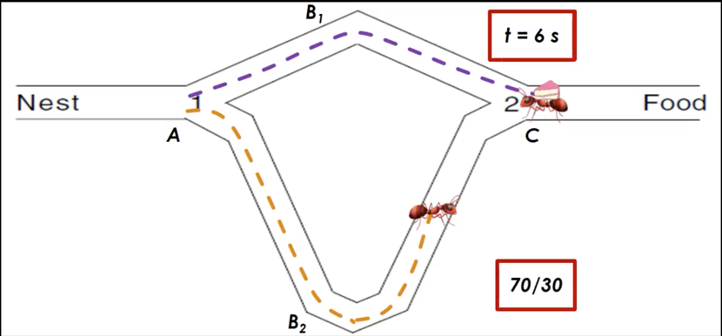 B₁
t = 6 s
Nest
1
2
Food
A
C
70/30
B₂